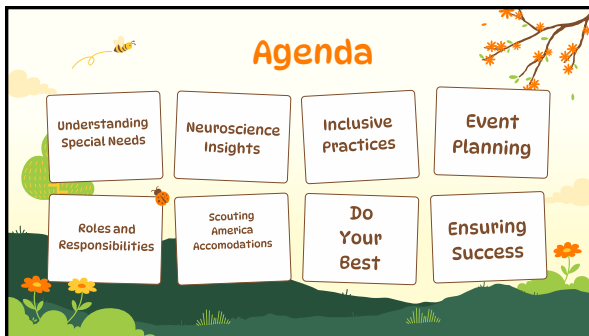 Agenda
Understanding
Special Needs
Neuroscience
Insights
Inclusive
Practices
Event
Planning
Roles and
Responsibilities
Scouting
America
Accomodations
Do
Your
Best
Ensuring
Success